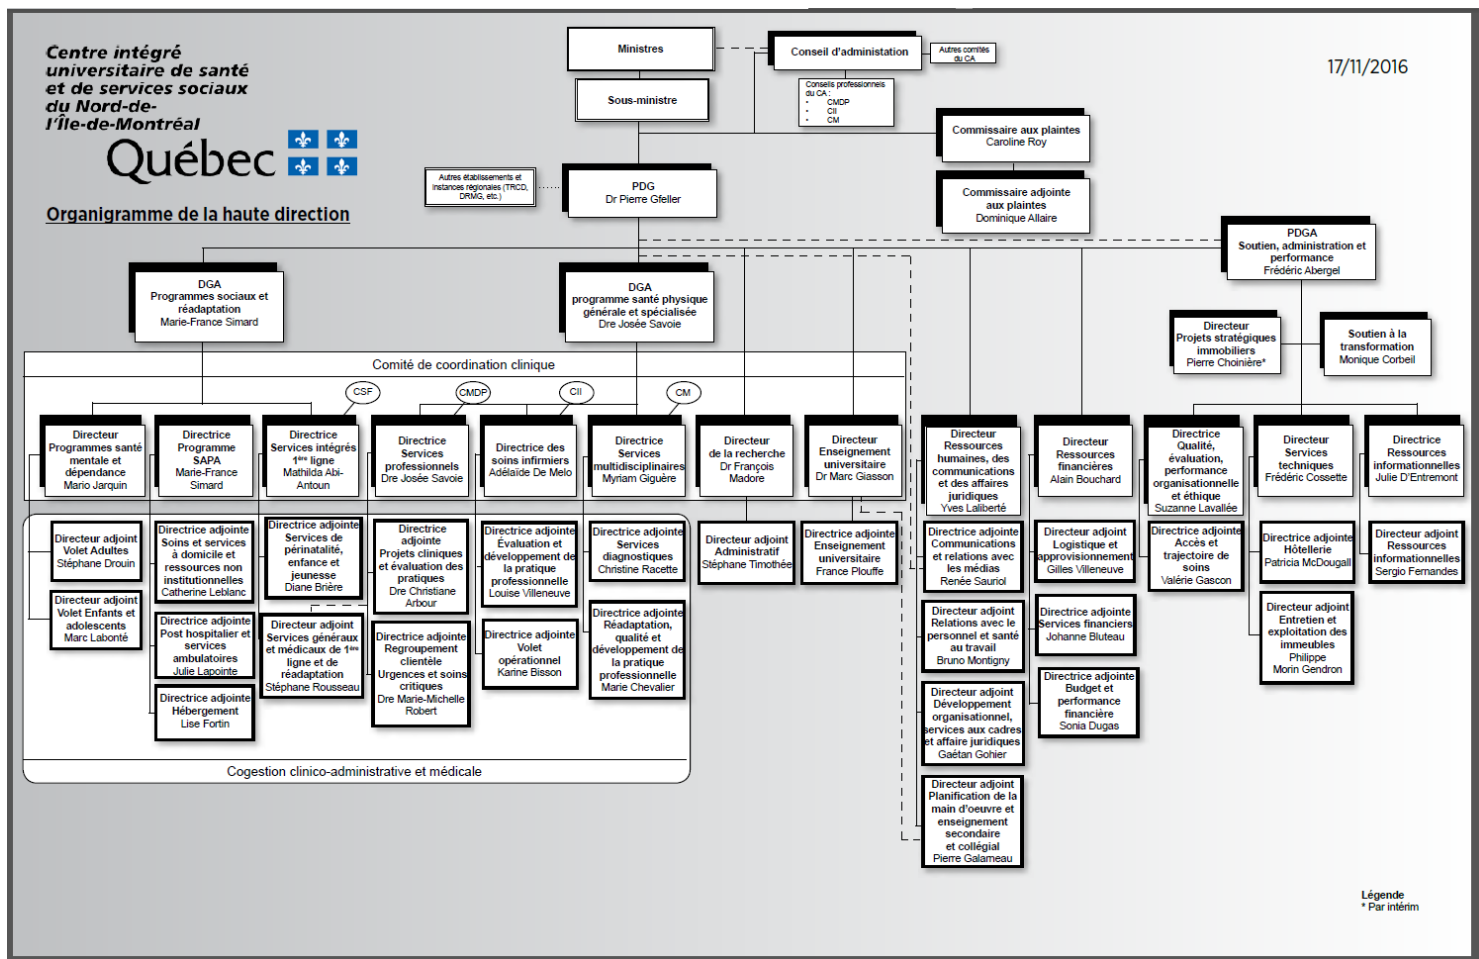 Centre intégré
universitaire de santé
et de services sociaux
du Nord-de-
l'Île-de-Montréal
Québec
Organigramme de la haute direction
17/11/2016
Ministres
Sous-ministre
Conseil d'administation
Autres comités
du CA
Conseils professionnels
du CA :
• CMDP
• CII
• CM
Commissaire aux plaintes
Caroline Roy
Commissaire adjointe
aux plaintes
Dominique Allaire
Autres établissements et
instances régionales (TRCD,
DRMG, etc.)
PDG
Dr Pierre Gfeller
PDGA
Soutien, administration et
performance
Frédéric Abergel
DGA
Programmes sociaux et
réadaptation
Marie-France Simard
DGA
programme santé physique
générale et spécialisée
Dre Josée Savoie
Directeur
Projets stratégiques
immobiliers
Pierre Choinière*
Soutien à la
transformation
Monique Corbeil
Comité de coordination clinique
CSF
CMDP
CII
CM
Directeur
Programmes santé
mentale et
dépendance
Mario Jarquin
Directrice
Programme
SAPA
Marie-France
Simard
Directrice
Services intégrés
1ère ligne
Mathilda Abi-
Antoun
Directrice
Services
professionnels
Dre Josée Savoie
Directrice des
soins infirmiers
Adélaïde De Melo
Directrice
Services
multidisciplinaires
Myriam Giguère
Directeur
de la recherche
Dr François
Madore
Directeur
Enseignement
universitaire
Dr Marc Giasson
Directeur
Ressources
humaines, des
communications
et des affaires
juridiques
Yves Laliberté
Directeur
Ressources
financières
Alain Bouchard
Directrice
Qualité,
évaluation,
performance
organisationnelle
et éthique
Suzanne Lavallée
Directeur
Services
techniques
Frédéric Cossette
Directrice
Ressources
informationnelles
Julie D'Entremont
Directeur adjoint
Volet Adultes
Stéphane Drouin
Directeur adjoint
Volet Enfants et
adolescents
Marc Labonté
Directrice adjointe
Soins et services
à domicile et
ressources non
institutionnelles
Catherine Leblanc
Directrice adjointe
Post hospitalier et
services
ambulatoires
Julie Lapointe
Directrice adjointe
Hébergement
Lise Fortin
Directrice adjointe
Services de
périnatalité,
enfance et
jeunesse
Diane Brière
Directeur adjoint
Services généraux
et médicaux de 1ère
ligne et de
réadaptation
Stéphane Rousseau
Directrice
adjointe
Projets cliniques
et évaluation des
pratiques
Dre Christiane
Arbour
Directrice adjointe
Regroupement
clientèle
Urgences et soins
critiques
Dre Marie-Michelle
Robert
Directrice adjointe
Évaluation et
développement de
la pratique
professionnelle
Louise Villeneuve
Directrice adjointe
Volet
opérationnel
Karine Bisson
Directrice adjointe
Services
diagnostiques
Christine Racette
Directrice adjointe
Réadaptation,
qualité et
développement de
la pratique
professionnelle
Marie Chevalier
Directeur adjoint
Administratif
Stéphane Timothée
Directrice adjointe
Enseignement
universitaire
France Plouffe
Directrice adjointe
Communications
et relations avec
les médias
Renée Sauriol
Directeur adjoint
Relations avec le
personnel et santé
au travail
Bruno Montigny
Directeur adjoint
Développement
organisationnel,
services aux cadres
et affaire juridiques
Gaétan Gohier
Directeur adjoint
Planification de la
main d'oeuvre et
enseignement
secondaire
et collégial
Pierre Galarneau
Directeur adjoint
Logistique et
approvisionnement
Gilles Villeneuve
Directrice adjointe
Services financiers
Johanne Bluteau
Directrice adjointe
Budget et
performance
financière
Sonia Dugas
Directrice adjointe
Accès et
trajectoire de
soins
Valérie Gascon
Directrice adjointe
Hôtellerie
Patricia McDougall
Directeur adjoint
Entretien et
exploitation des
immeubles
Philippe
Morin Gendron
Directeur adjoint
Ressources
informationnelles
Sergio Fernandes
Cogestion clinico-administrative et médicale
Légende
* Par intérim